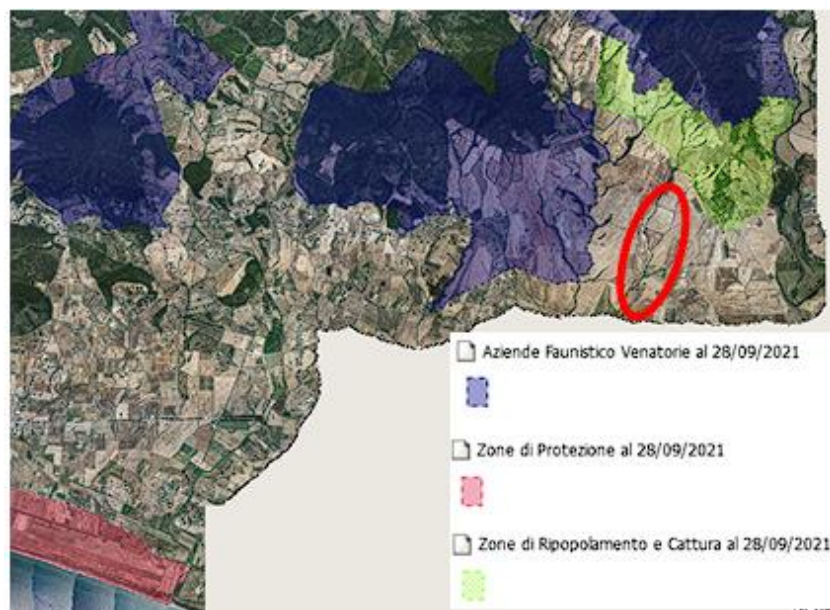 Aziende Faunistico Venatorie al 28/09/2021
Zone di Protezione al 28/09/2021
Zone di Ripopolamento e Cattura al 28/09/2021